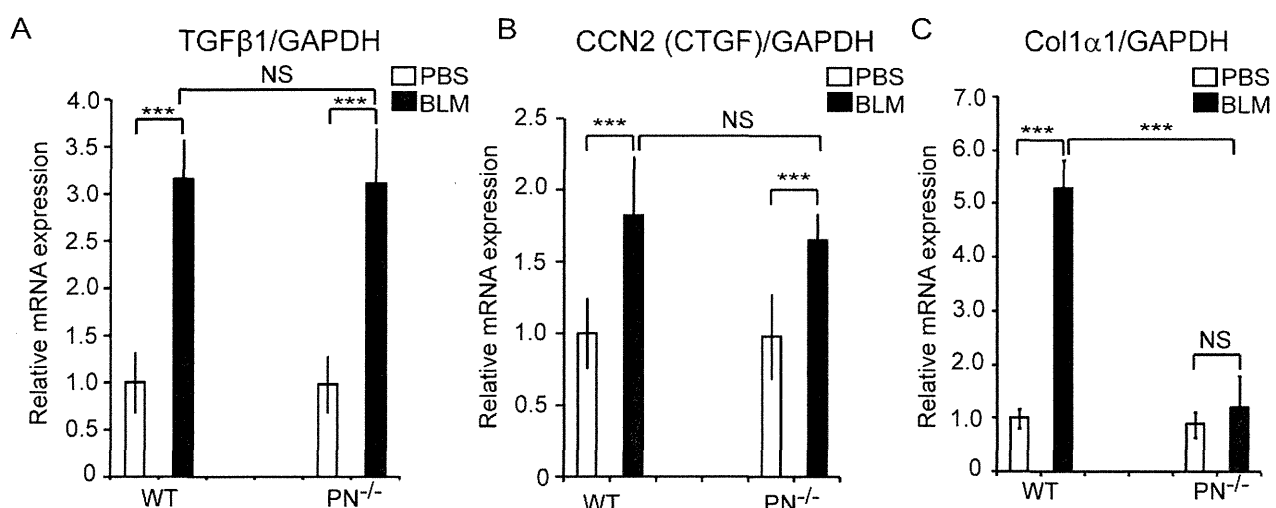 A
TGFβ1/GAPDH
NS
PBS
BLM
***
***
Relative mRNA expression
4.0
3.5
3.0
2.5
2.0
1.5
1.0
0.5
0
WT
PN-/-
B
CCN2 (CTGF)/GAPDH
PBS
BLM
***
NS
***
Relative mRNA expression
2.5
2.0
1.5
1.0
0.5
0
WT
PN-/-
C
Col1α1/GAPDH
PBS
BLM
***
***
NS
Relative mRNA expression
7.0
6.0
5.0
4.0
3.0
2.0
1.0
0
WT
PN-/-